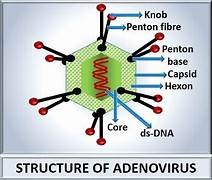 Knob
Penton fibre
Penton
base
Capsid
Hexon
Core
ds-DNA
STRUCTURE OF ADENOVIRUS